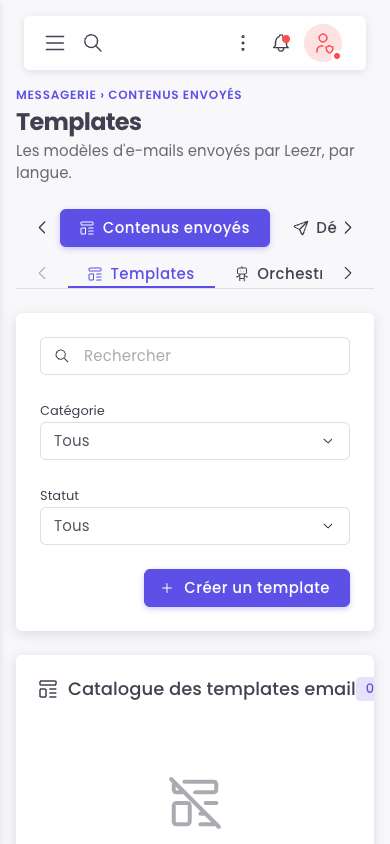 MESSAGERIE › CONTENUS ENVOYÉS
Templates
Les modèles d'e-mails envoyés par Leezr, par
langue.
Contenus envoyés
Dé
Templates
Orchestr
Rechercher
Catégorie
Tous
Statut
Tous
Créer un template
Catalogue des templates email
0